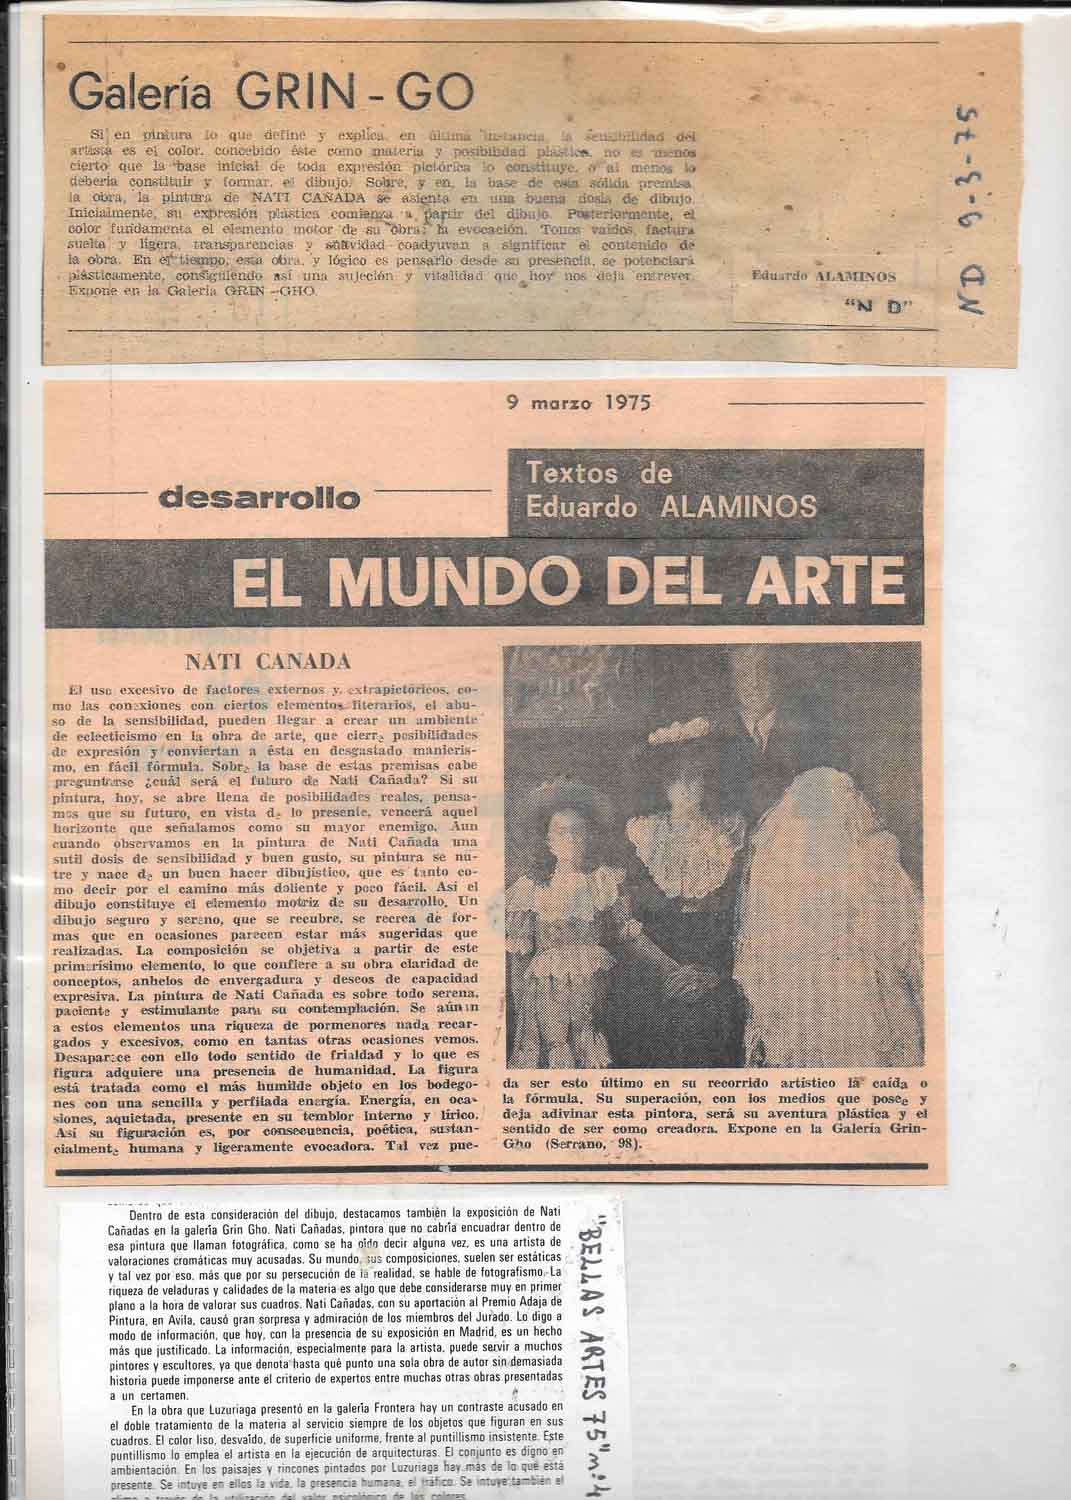 Galería GRIN - GO
Si en pintura lo que define y explica, en última instancia, la sensibilidad del
artista es el color, concebido éste como materia y posibilidad plástica, no es menos
cierto que la base inicial de toda expresión pictórica lo constituye, o al menos lo
debería constituir y formar, el dibujo. Sobre, y en, la base de esta sólida premisa,
la obra, la pintura de NATI CAÑADA se asienta en una buena dosis de dibujo.
Inicialmente, su expresión plástica comienza a partir del dibujo. Posteriormente, el
color fundamenta el elemento motor de su obra: la evocación. Tonos vaídos, factura
suelta y ligera, transparencias y suavidad coadyuvan a significar el contenido de
la obra. En el tiempo, esta obra, y lógico es pensarlo desde su presencia, se potenciará
plásticamente, consiguiendo así una sujeción y vitalidad que hoy nos deja entrever.
Expone en la Galería GRIN-GHO.
Eduardo ALAMINOS
"N D"
ND 9-3-75
9 marzo 1975
desarrollo
Textos de
Eduardo ALAMINOS
EL MUNDO DEL ARTE
NATI CANADA
El uso excesivo de factores externos y extrapictóricos, co-
mo las conexiones con ciertos elementos literarios, el abu-
so de la sensibilidad, pueden llegar a crear un ambiente
de eclecticismo en la obra de arte, que cierre posibilidades
de expresión y conviertan a ésta en desgastado manieris-
mo, en fácil fórmula. Sobre la base de estas premisas cabe
preguntarse ¿cuál será el futuro de Nati Cañada? Si su
pintura, hoy, se abre llena de posibilidades reales, pensa-
mos que su futuro, en vista de lo presente, vencerá aquel
horizonte que señalamos como su mayor enemigo. Aun
cuando observamos en la pintura de Nati Cañada una
sutil dosis de sensibilidad y buen gusto, su pintura se nu-
tre y nace de un buen hacer dibujístico, que es tanto co-
mo decir por el camino más doliente y poco fácil. Así el
dibujo constituye el elemento motriz de su desarrollo. Un
dibujo seguro y sereno, que se recubre, se recrea de for-
mas que en ocasiones parecen estar más sugeridas que
realizadas. La composición se objetiva a partir de este
primerísimo elemento, lo que confiere a su obra claridad de
conceptos, anhelos de envergadura y deseos de capacidad
expresiva. La pintura de Nati Cañada es sobre todo serena,
paciente y estimulante para su contemplación. Se aúnan
a estos elementos una riqueza de pormenores nada recar-
gados y excesivos, como en tantas otras ocasiones vemos.
Desaparece con ello todo sentido de frialdad y lo que es
figura adquiere una presencia de humanidad. La figura
está tratada como el más humilde objeto en los bodego-
nes con una sencilla y perfilada energía. Energía, en oca-
siones, aquietada, presente en su temblor interno y lírico.
Así su figuración es, por consecuencia, poética, sustan-
cialmente humana y ligeramente evocadora. Tal vez pue-
da ser esto último en su recorrido artístico la caída o
la fórmula. Su superación, con los medios que posee y
deja adivinar esta pintora, será su aventura plástica y el
sentido de ser como creadora. Expone en la Galería Grin-
Gho (Serrano, 98).
Dentro de esta consideración del dibujo, destacamos también la exposición de Nati
Cañadas en la galería Grin Gho. Nati Cañadas, pintora que no cabría encuadrar dentro de
esa pintura que llaman fotográfica, como se ha oído decir alguna vez, es una artista de
valoraciones cromáticas muy acusadas. Su mundo, sus composiciones, suelen ser estáticas
y tal vez por eso, más que por su persecución de la realidad, se hable de fotografismo. La
riqueza de veladuras y calidades de la materia es algo que debe considerarse muy en primer
plano a la hora de valorar sus cuadros. Nati Cañadas, con su aportación al Premio Adaja de
Pintura, en Avila, causó gran sorpresa y admiración de los miembros del Jurado. Lo digo a
modo de información, que hoy, con la presencia de su exposición en Madrid, es un hecho
más que justificado. La información, especialmente para la artista, puede servir a muchos
pintores y escultores, ya que denota hasta qué punto una sola obra de autor sin demasiada
historia puede imponerse ante el criterio de expertos entre muchas otras obras presentadas
a un certamen.
En la obra que Luzuriaga presentó en la galería Frontera hay un contraste acusado en
el doble tratamiento de la materia al servicio siempre de los objetos que figuran en sus
cuadros. El color liso, desvaído, de superficie uniforme, frente al puntillismo insistente. Este
puntillismo lo emplea el artista en la ejecución de arquitecturas. El conjunto es digno en
ambientación. En los paisajes y rincones pintados por Luzuriaga hay más de lo que está
presente. Se intuye en ellos la vida, la presencia humana, el tráfico. Se intuye también el
clima a través de la utilización del valor psicológico de los colores.
"BELLAS ARTES 75" nº 4